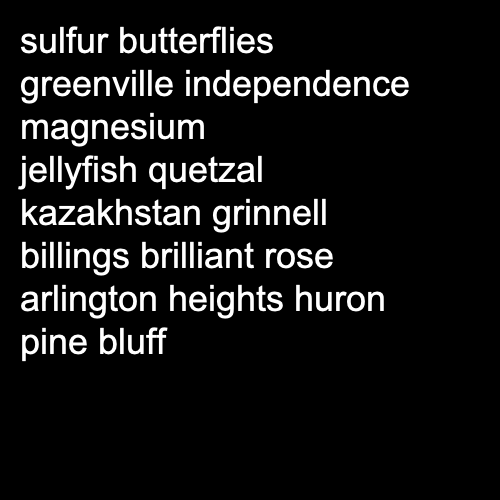 sulfur butterflies
greenville independence
magnesium
jellyfish quetzal
kazakhstan grinnell
billings brilliant rose
arlington heights huron
pine bluff